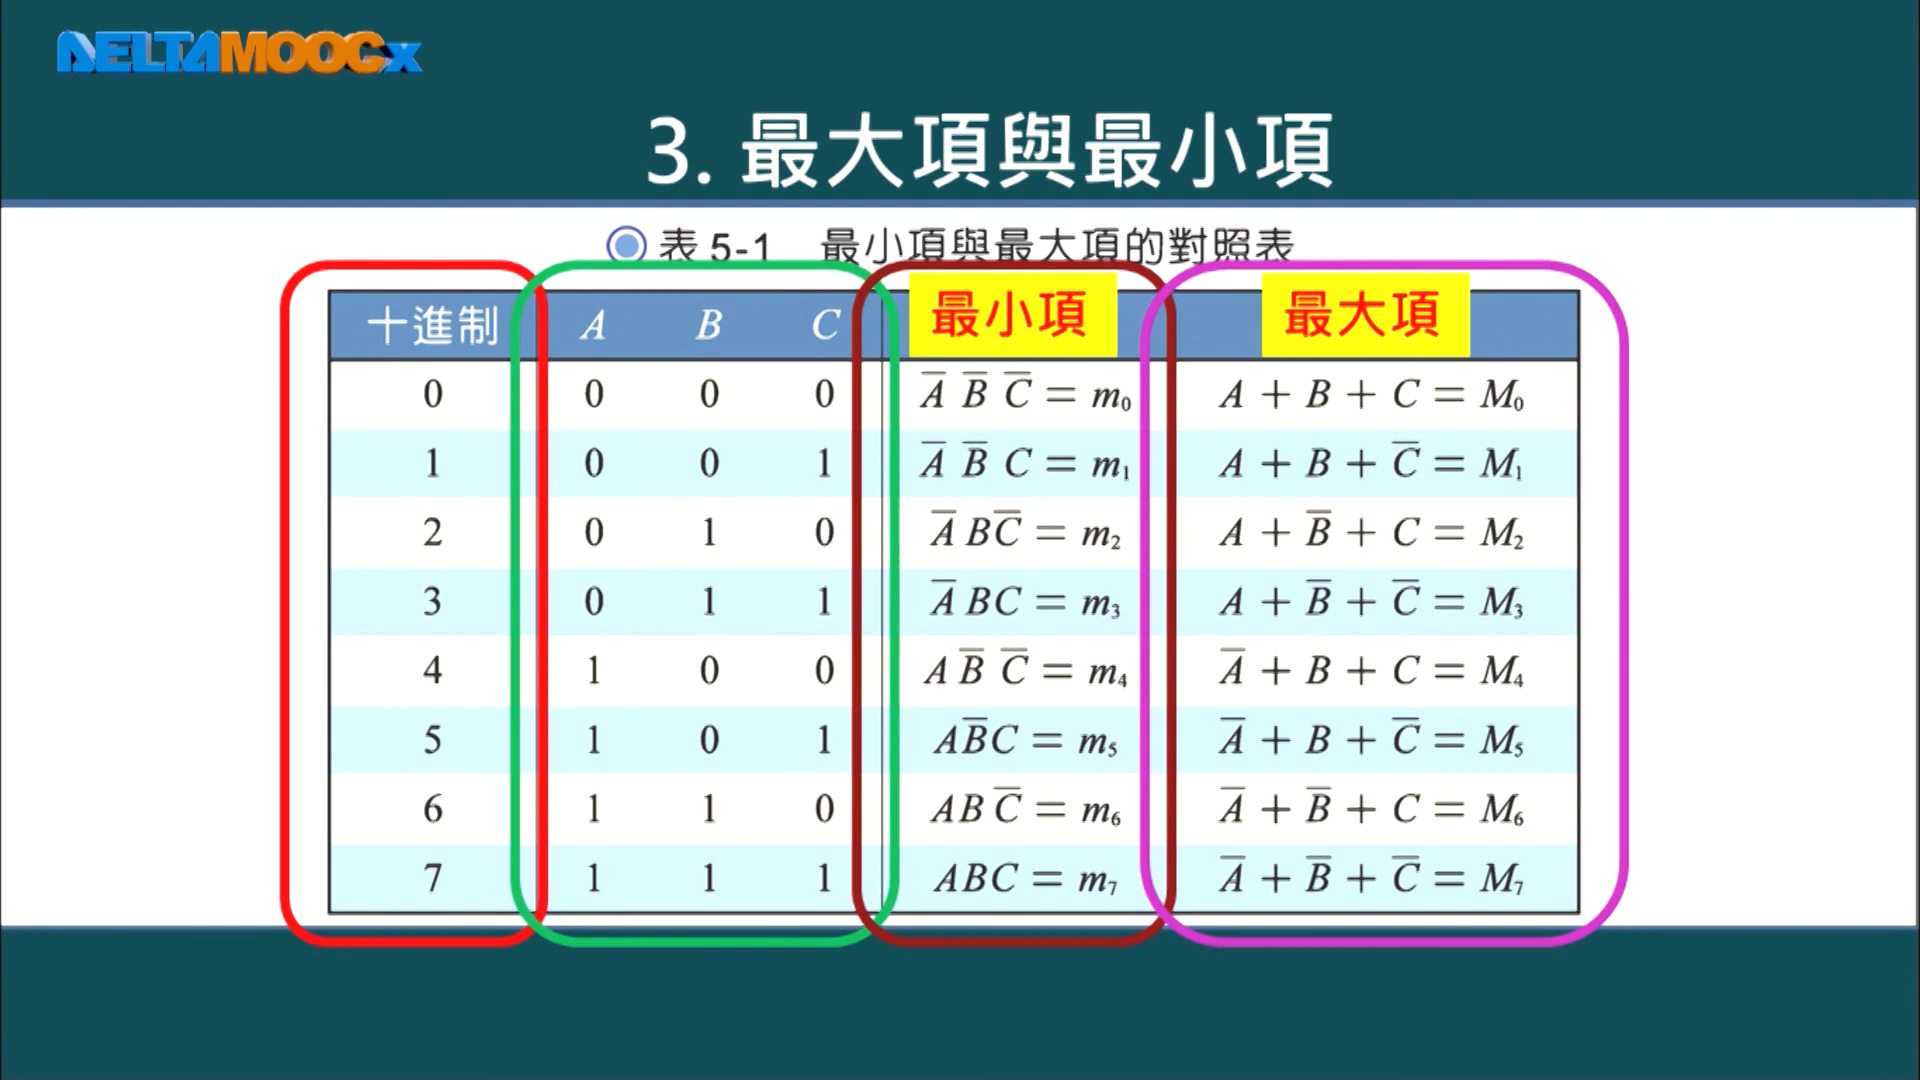 DELTAMOOCx
3. 最大項與最小項
表 5-1 最小項與最大項的對照表
十進制 A B C 最小項 最大項
0 0 0 0 A̅ B̅ C̅ = m₀ A + B + C = M₀
1 0 0 1 A̅ B̅ C = m₁ A + B + C̅ = M₁
2 0 1 0 A̅ B C̅ = m₂ A + B̅ + C = M₂
3 0 1 1 A̅ B C = m₃ A + B̅ + C̅ = M₃
4 1 0 0 A B̅ C̅ = m₄ A̅ + B + C = M₄
5 1 0 1 A B̅ C = m₅ A̅ + B + C̅ = M₅
6 1 1 0 A B C̅ = m₆ A̅ + B̅ + C = M₆
7 1 1 1 ABC = m₇ A̅ + B̅ + C̅ = M₇